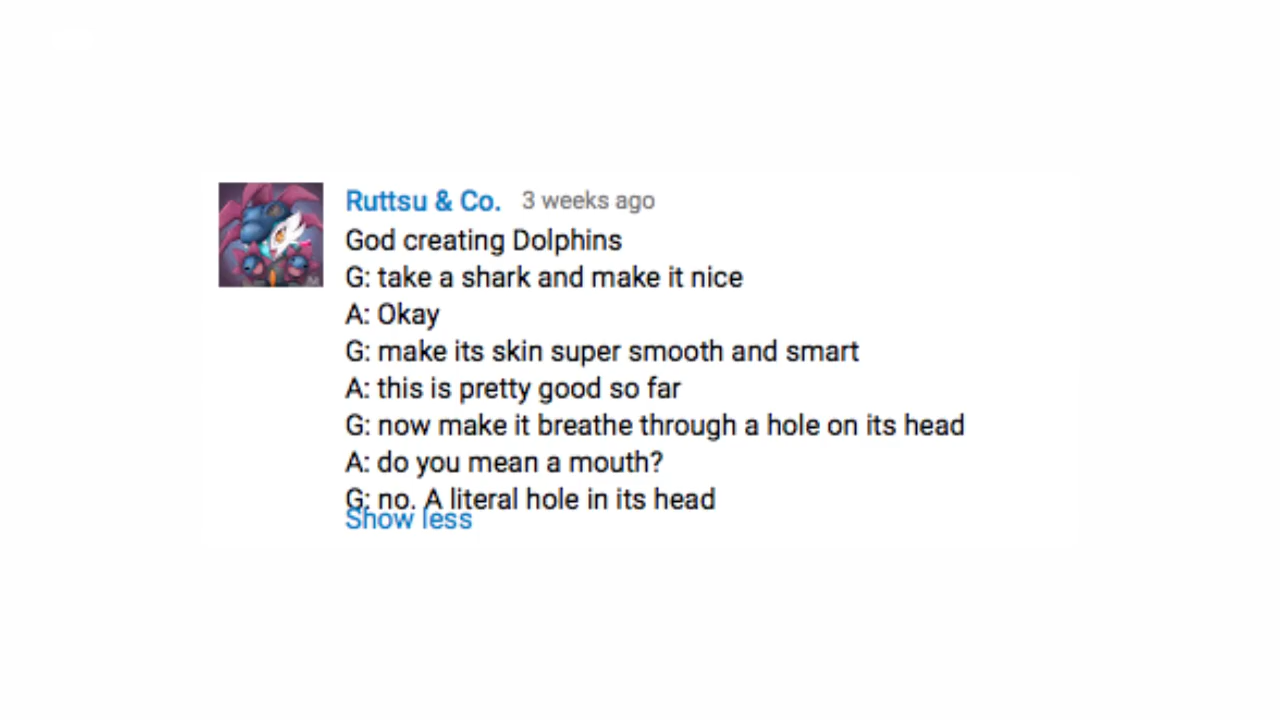 Ruttsu & Co. 3 weeks ago
God creating Dolphins
G: take a shark and make it nice
A: Okay
G: make its skin super smooth and smart
A: this is pretty good so far
G: now make it breathe through a hole on its head
A: do you mean a mouth?
G: no. A literal hole in its head
Show less